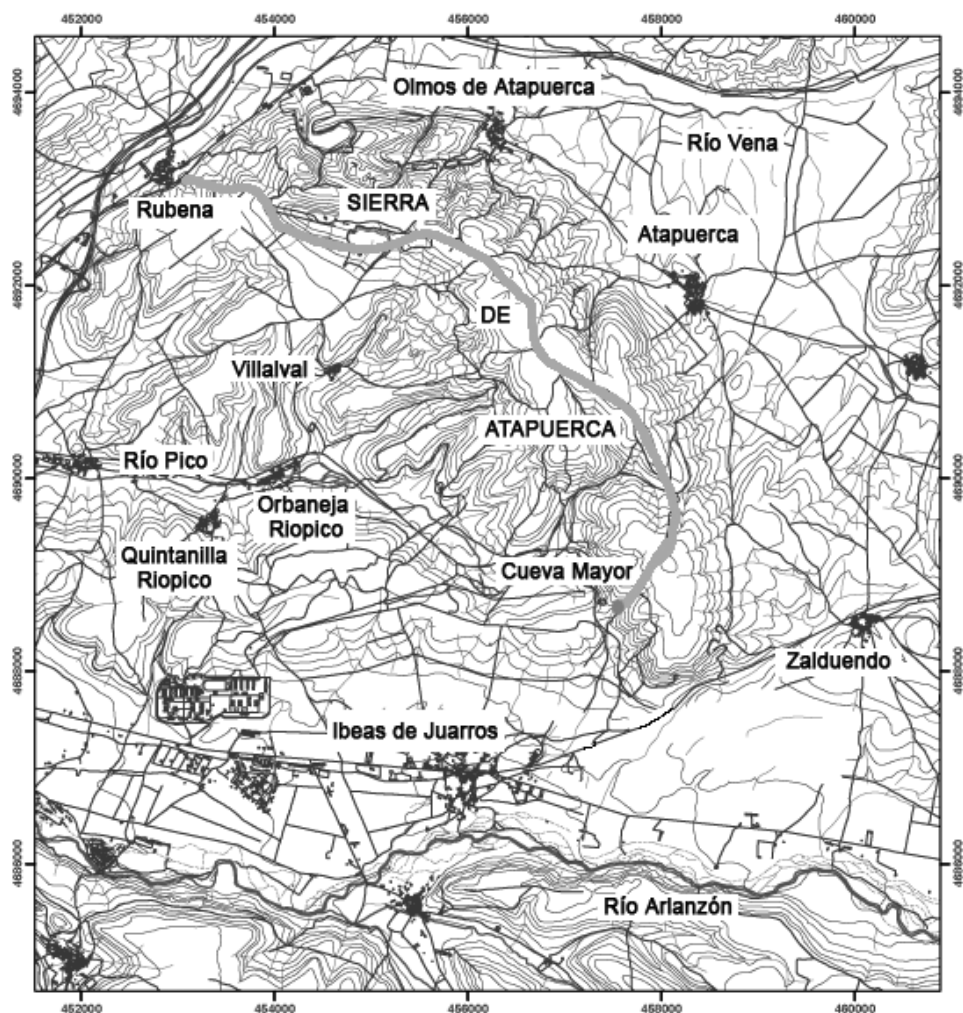 452000 454000 456000 458000 460000
4694000 4694000
Olmos de Atapuerca
Río Vena
Rubena
SIERRA
Atapuerca
4692000 4692000
DE
Villalval
ATAPUERCA
Río Pico
4690000 4690000
Orbaneja
Riopico
Quintanilla
Riopico
Cueva Mayor
Zalduendo
4688000 4688000
Ibeas de Juarros
4686000 4686000
Río Arlanzón
452000 454000 456000 458000 460000